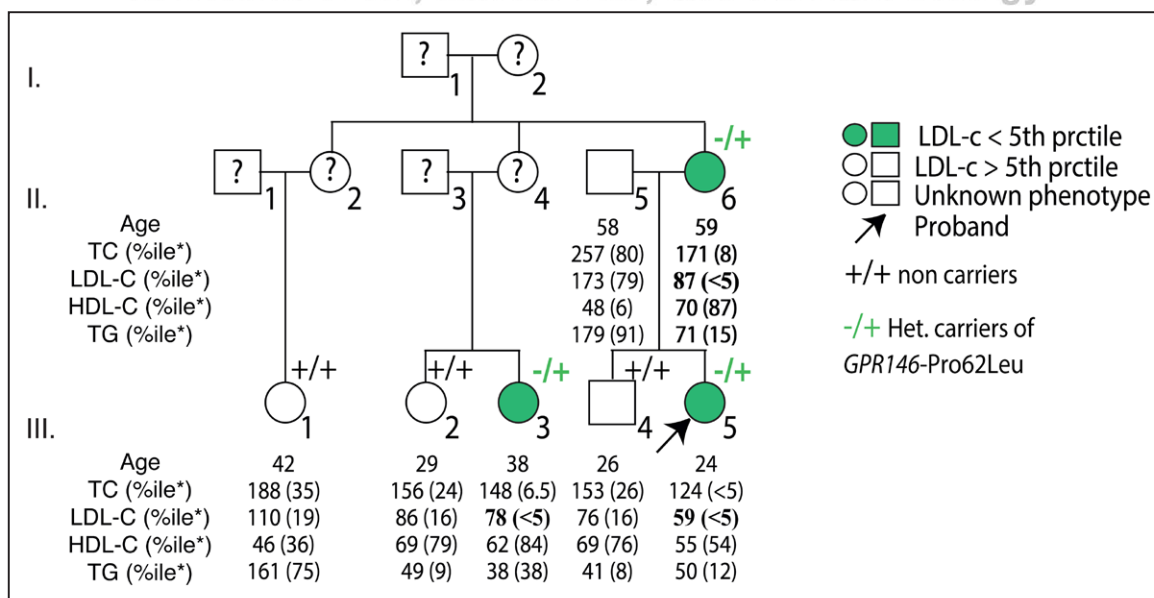 ? ?
I. 1 2
-/+
? ? ? ?
1 2 3 4 5 6
II.
Age 58 59
TC (%ile*) 257 (80) 171 (8)
LDL-C (%ile*) 173 (79) 87 (<5)
HDL-C (%ile*) 48 (6) 70 (87)
TG (%ile*) 179 (91) 71 (15)
+/+ +/+ -/+ +/+ -/+
1 2 3 4 5
III.
Age 42 29 38 26 24
TC (%ile*) 188 (35) 156 (24) 148 (6.5) 153 (26) 124 (<5)
LDL-C (%ile*) 110 (19) 86 (16) 78 (<5) 76 (16) 59 (<5)
HDL-C (%ile*) 46 (36) 69 (79) 62 (84) 69 (76) 55 (54)
TG (%ile*) 161 (75) 49 (9) 38 (38) 41 (8) 50 (12)
LDL-c < 5th prctile
LDL-c > 5th prctile
Unknown phenotype
Proband
+/+ non carriers
-/+ Het. carriers of
GPR146-Pro62Leu